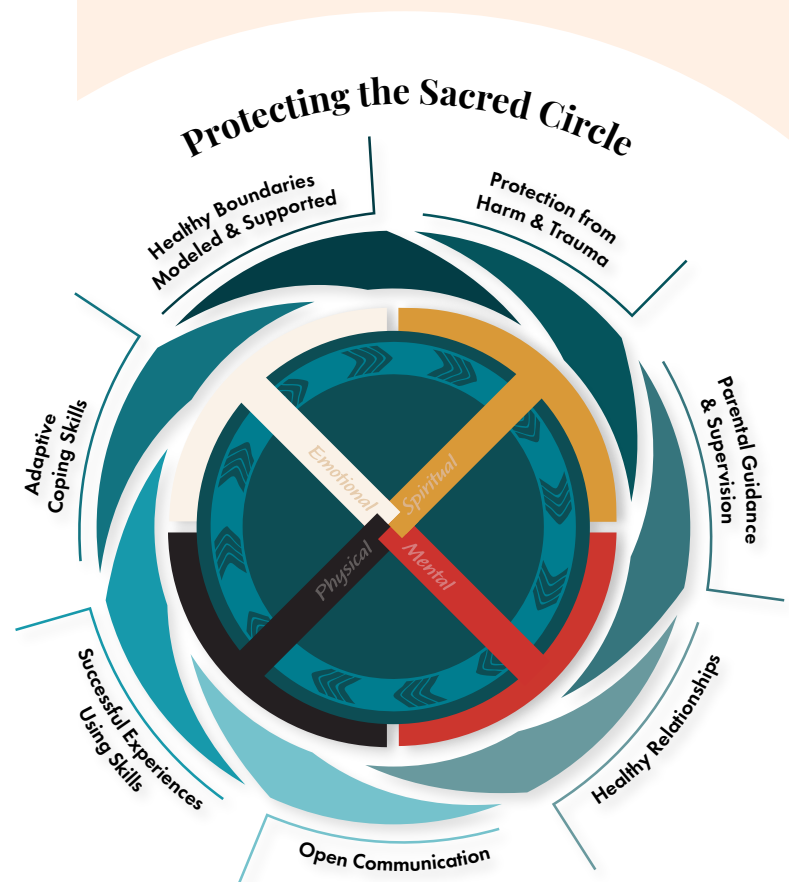 Protecting the Sacred Circle
Healthy Boundaries
Modeled & Supported
Protection from
Harm & Trauma
Parental Guidance
& Supervision
Healthy Relationships
Open Communication
Successful Experiences
Using Skills
Adaptive
Coping Skills
Emotional
Spiritual
Physical
Mental